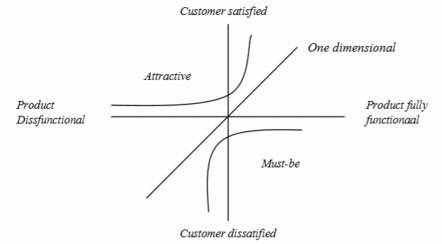 Customer satisfied
One dimensional
Attractive
Product
Dissfunctional
Product fully
functionaal
Must-be
Customer dissatified